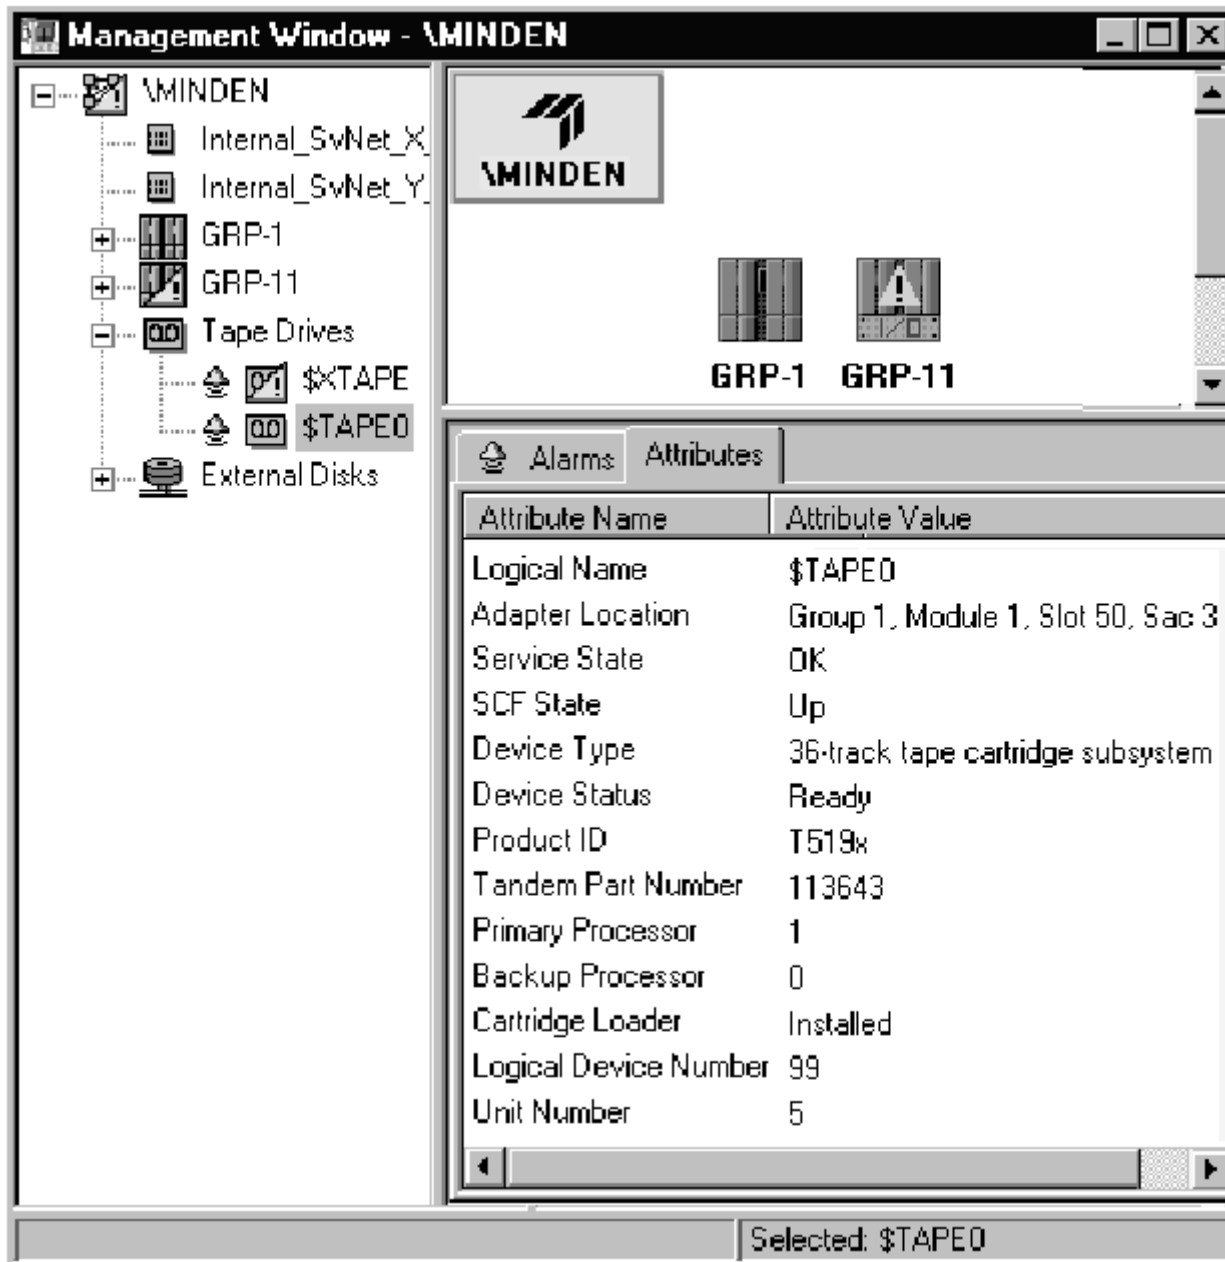 Management Window - \MINDEN
\MINDEN
Internal_SvNet_X_
Internal_SvNet_Y_
GRP-1
GRP-11
Tape Drives
$XTAPE
$TAPE0
External Disks
\MINDEN
GRP-1 GRP-11
Alarms Attributes
Attribute Name Attribute Value
Logical Name $TAPE0
Adapter Location Group 1, Module 1, Slot 50, Sac 3
Service State OK
SCF State Up
Device Type 36-track tape cartridge subsystem
Device Status Ready
Product ID T519x
Tandem Part Number 113643
Primary Processor 1
Backup Processor 0
Cartridge Loader Installed
Logical Device Number 99
Unit Number 5
Selected: $TAPE0